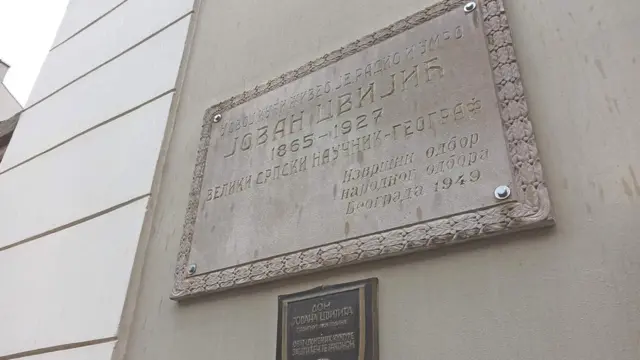 У ОВОЈ КУЋИ ЖИВЕО ЈЕ, РАДИО И УМРО
ЈОВАН ЦВИЈИЋ
1865–1927
ВЕЛИКИ СРПСКИ НАУЧНИК-ГЕОГРАФ
Извршни одбор
народног одбора
Београда 1949
ДОМ
ЈОВАНА ЦВИЈИЋА